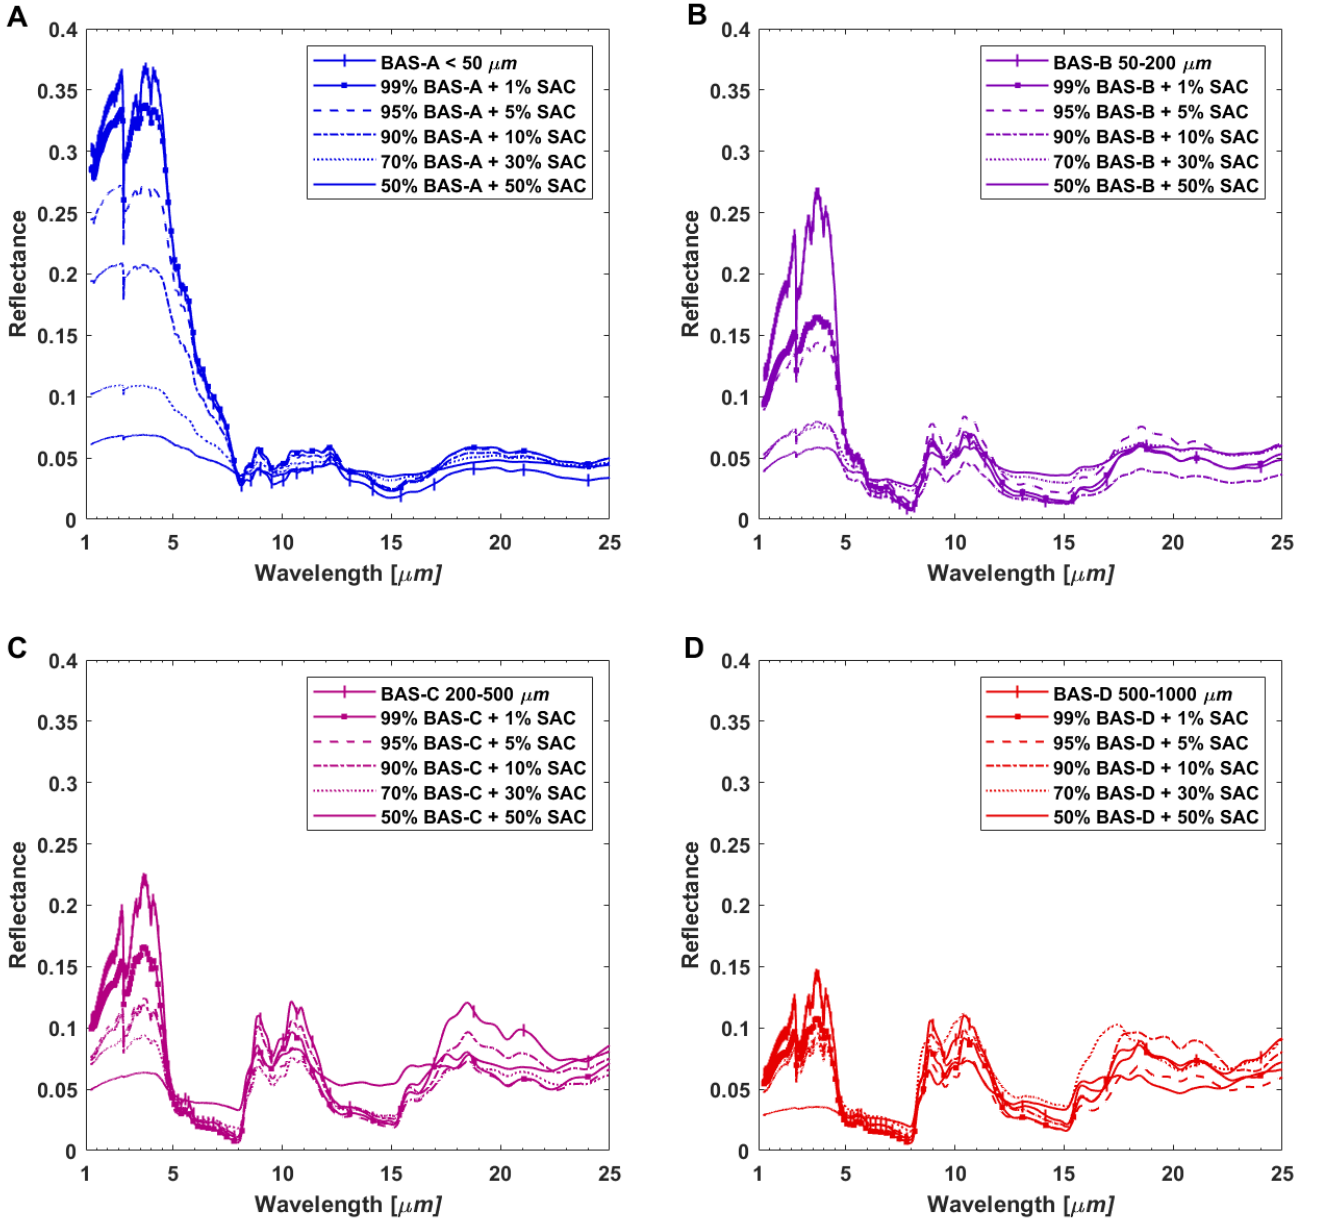 A
0.4
0.35
0.3
0.25
0.2
0.15
0.1
0.05
0
1 5 10 15 20 25
Reflectance
Wavelength [μm]
BAS-A < 50 μm
99% BAS-A + 1% SAC
95% BAS-A + 5% SAC
90% BAS-A + 10% SAC
70% BAS-A + 30% SAC
50% BAS-A + 50% SAC
B
0.4
0.35
0.3
0.25
0.2
0.15
0.1
0.05
0
1 5 10 15 20 25
Reflectance
Wavelength [μm]
BAS-B 50-200 μm
99% BAS-B + 1% SAC
95% BAS-B + 5% SAC
90% BAS-B + 10% SAC
70% BAS-B + 30% SAC
50% BAS-B + 50% SAC
C
0.4
0.35
0.3
0.25
0.2
0.15
0.1
0.05
0
1 5 10 15 20 25
Reflectance
Wavelength [μm]
BAS-C 200-500 μm
99% BAS-C + 1% SAC
95% BAS-C + 5% SAC
90% BAS-C + 10% SAC
70% BAS-C + 30% SAC
50% BAS-C + 50% SAC
D
0.4
0.35
0.3
0.25
0.2
0.15
0.1
0.05
0
1 5 10 15 20 25
Reflectance
Wavelength [μm]
BAS-D 500-1000 μm
99% BAS-D + 1% SAC
95% BAS-D + 5% SAC
90% BAS-D + 10% SAC
70% BAS-D + 30% SAC
50% BAS-D + 50% SAC